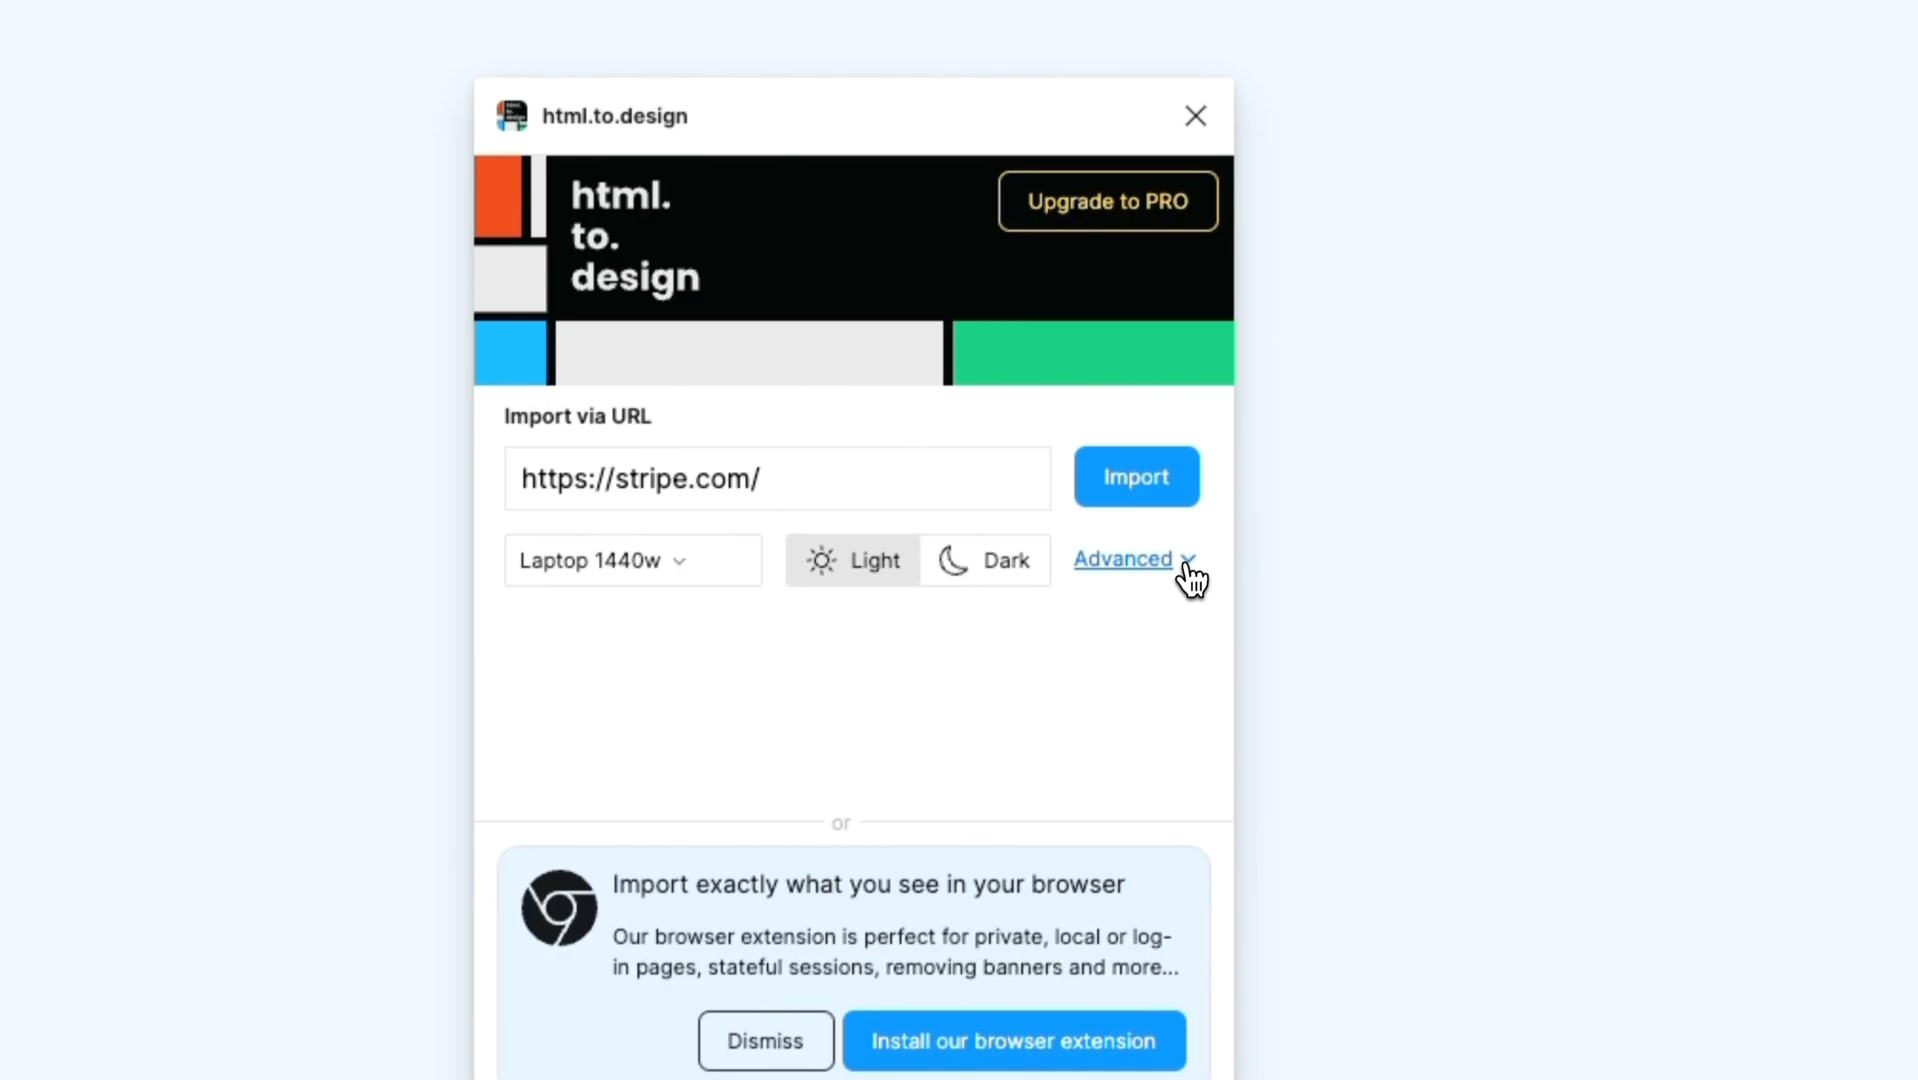 html.to.design
html.
to.
design
Upgrade to PRO
Import via URL
https://stripe.com/
Import
Laptop 1440w
Light
Dark
Advanced
or
Import exactly what you see in your browser
Our browser extension is perfect for private, local or log-
in pages, stateful sessions, removing banners and more...
Dismiss
Install our browser extension